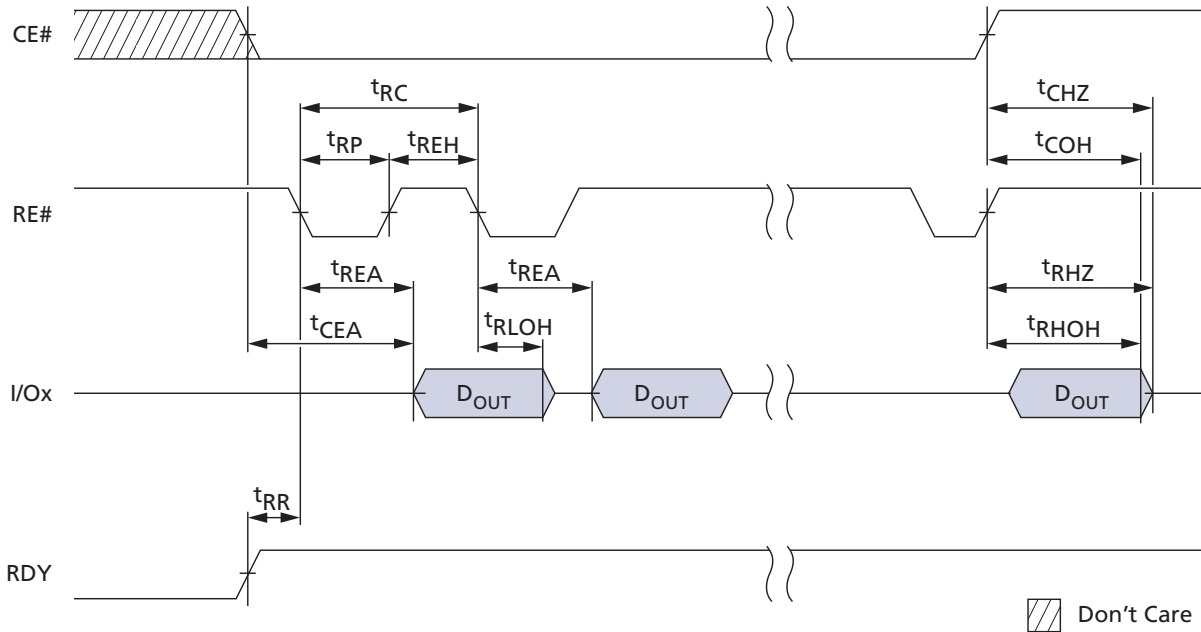 CE#
tRC
tCHZ
tRP
tREH
tCOH
RE#
tREA
tREA
tRHZ
tCEA
tRLOH
tRHOH
I/Ox
DOUT
DOUT
DOUT
tRR
RDY
Don't Care